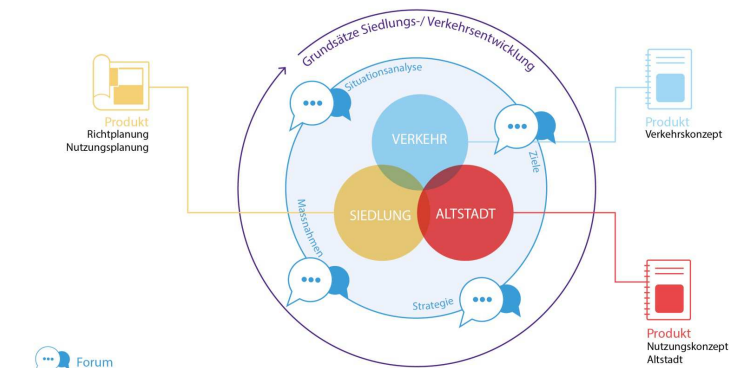 Grundsätze Siedlungs-/ Verkehrsentwicklung
Situationsanalyse
Produkt
Richtplanung
Nutzungsplanung
Produkt
Verkehrskonzept
VERKEHR
Ziele
SIEDLUNG
ALTSTADT
Massnahmen
Strategie
Produkt
Nutzungskonzept
Altstadt
Forum